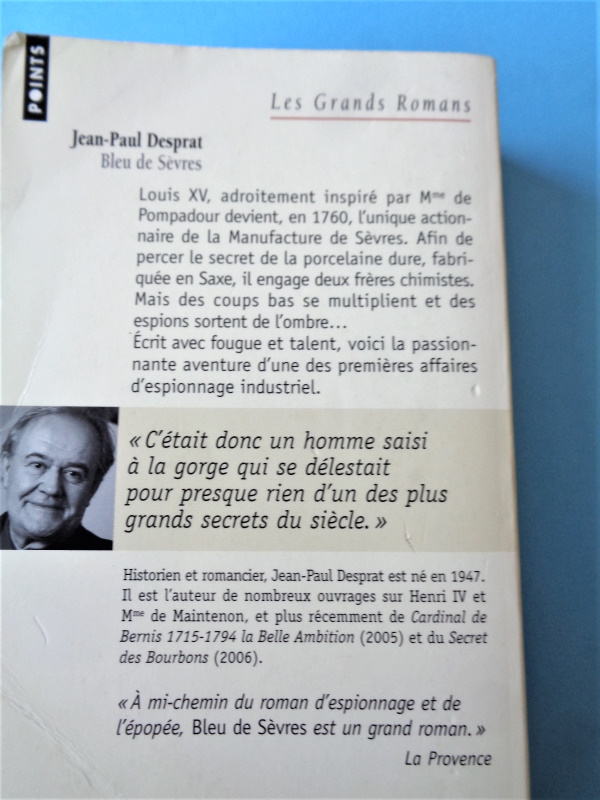 POINTS
Les Grands Romans
Jean-Paul Desprat
Bleu de Sèvres
Louis XV, adroitement inspiré par Mme de
Pompadour devient, en 1760, l’unique action-
naire de la Manufacture de Sèvres. Afin de
percer le secret de la porcelaine dure, fabri-
quée en Saxe, il engage deux frères chimistes.
Mais des coups bas se multiplient et des
espions sortent de l’ombre…
Écrit avec fougue et talent, voici la passion-
nante aventure d’une des premières affaires
d’espionnage industriel.
« C’était donc un homme saisi
à la gorge qui se délestait
pour presque rien d’un des plus
grands secrets du siècle. »
Historien et romancier, Jean-Paul Desprat est né en 1947.
Il est l’auteur de nombreux ouvrages sur Henri IV et
Mme de Maintenon, et plus récemment de Cardinal de
Bernis 1715-1794 la Belle Ambition (2005) et du Secret
des Bourbons (2006).
« À mi-chemin du roman d’espionnage et de
l’épopée, Bleu de Sèvres est un grand roman. »
La Provence